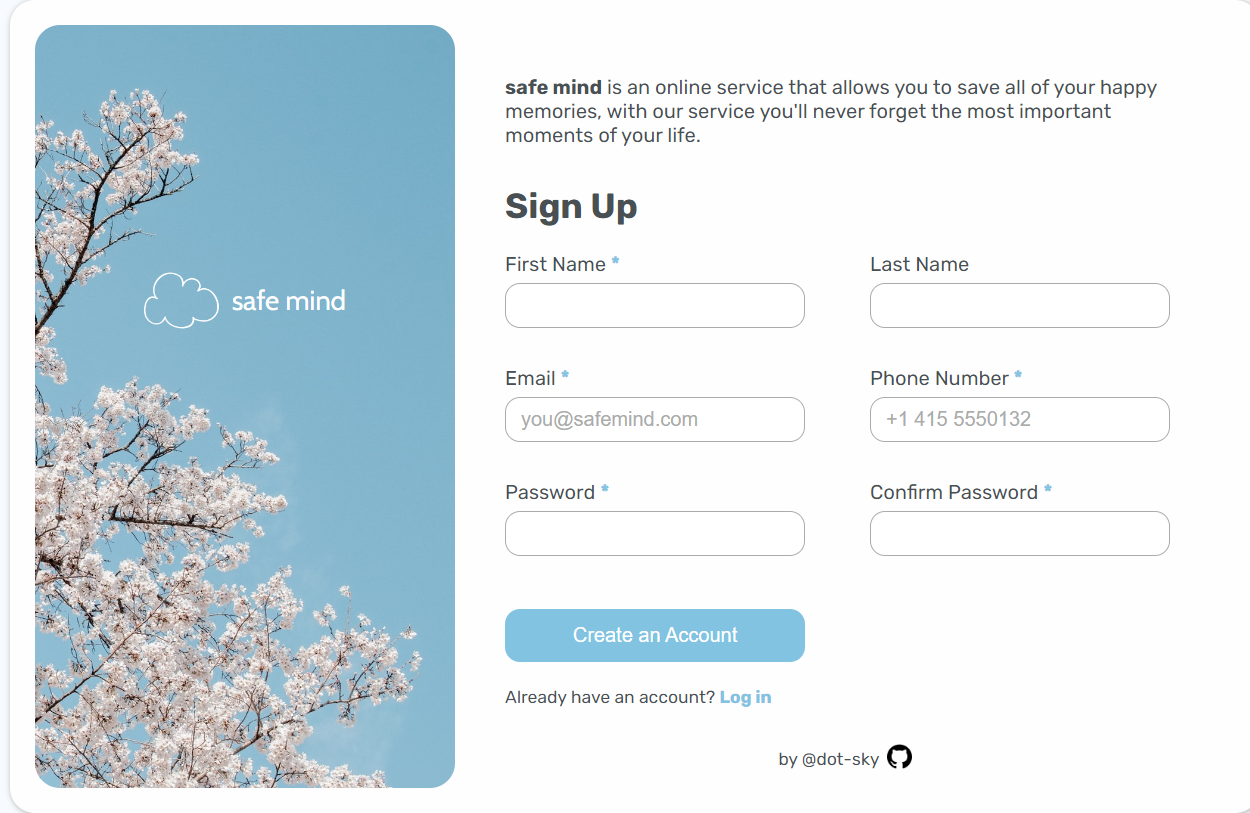 safe mind
safe mind is an online service that allows you to save all of your happy
memories, with our service you'll never forget the most important
moments of your life.
Sign Up
First Name *
Last Name
Email *
Phone Number *
you@safemind.com
+1 415 5550132
Password *
Confirm Password *
Create an Account
Already have an account? Log in
by @dot-sky